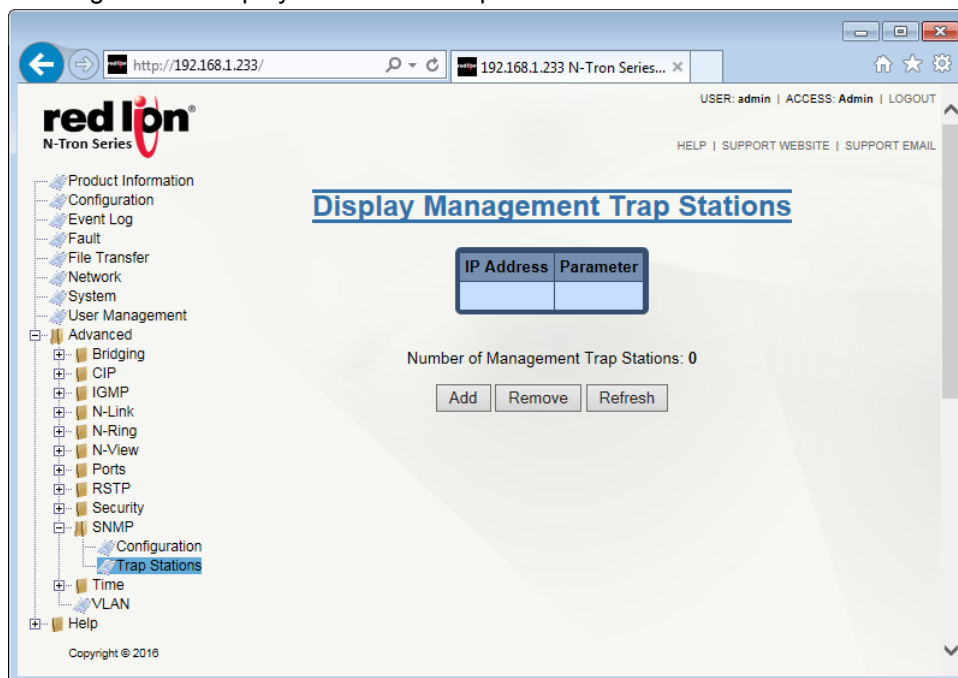 http://192.168.1.233/
192.168.1.233 N-Tron Series...
USER: admin | ACCESS: Admin | LOGOUT
red lion®
N-Tron Series
HELP | SUPPORT WEBSITE | SUPPORT EMAIL
Product Information
Configuration
Event Log
Fault
File Transfer
Network
System
User Management
Advanced
Bridging
CIP
IGMP
N-Link
N-Ring
N-View
Ports
RSTP
Security
SNMP
Configuration
Trap Stations
Time
VLAN
Help
Copyright © 2016
Display Management Trap Stations
IP Address Parameter
Number of Management Trap Stations: 0
Add Remove Refresh